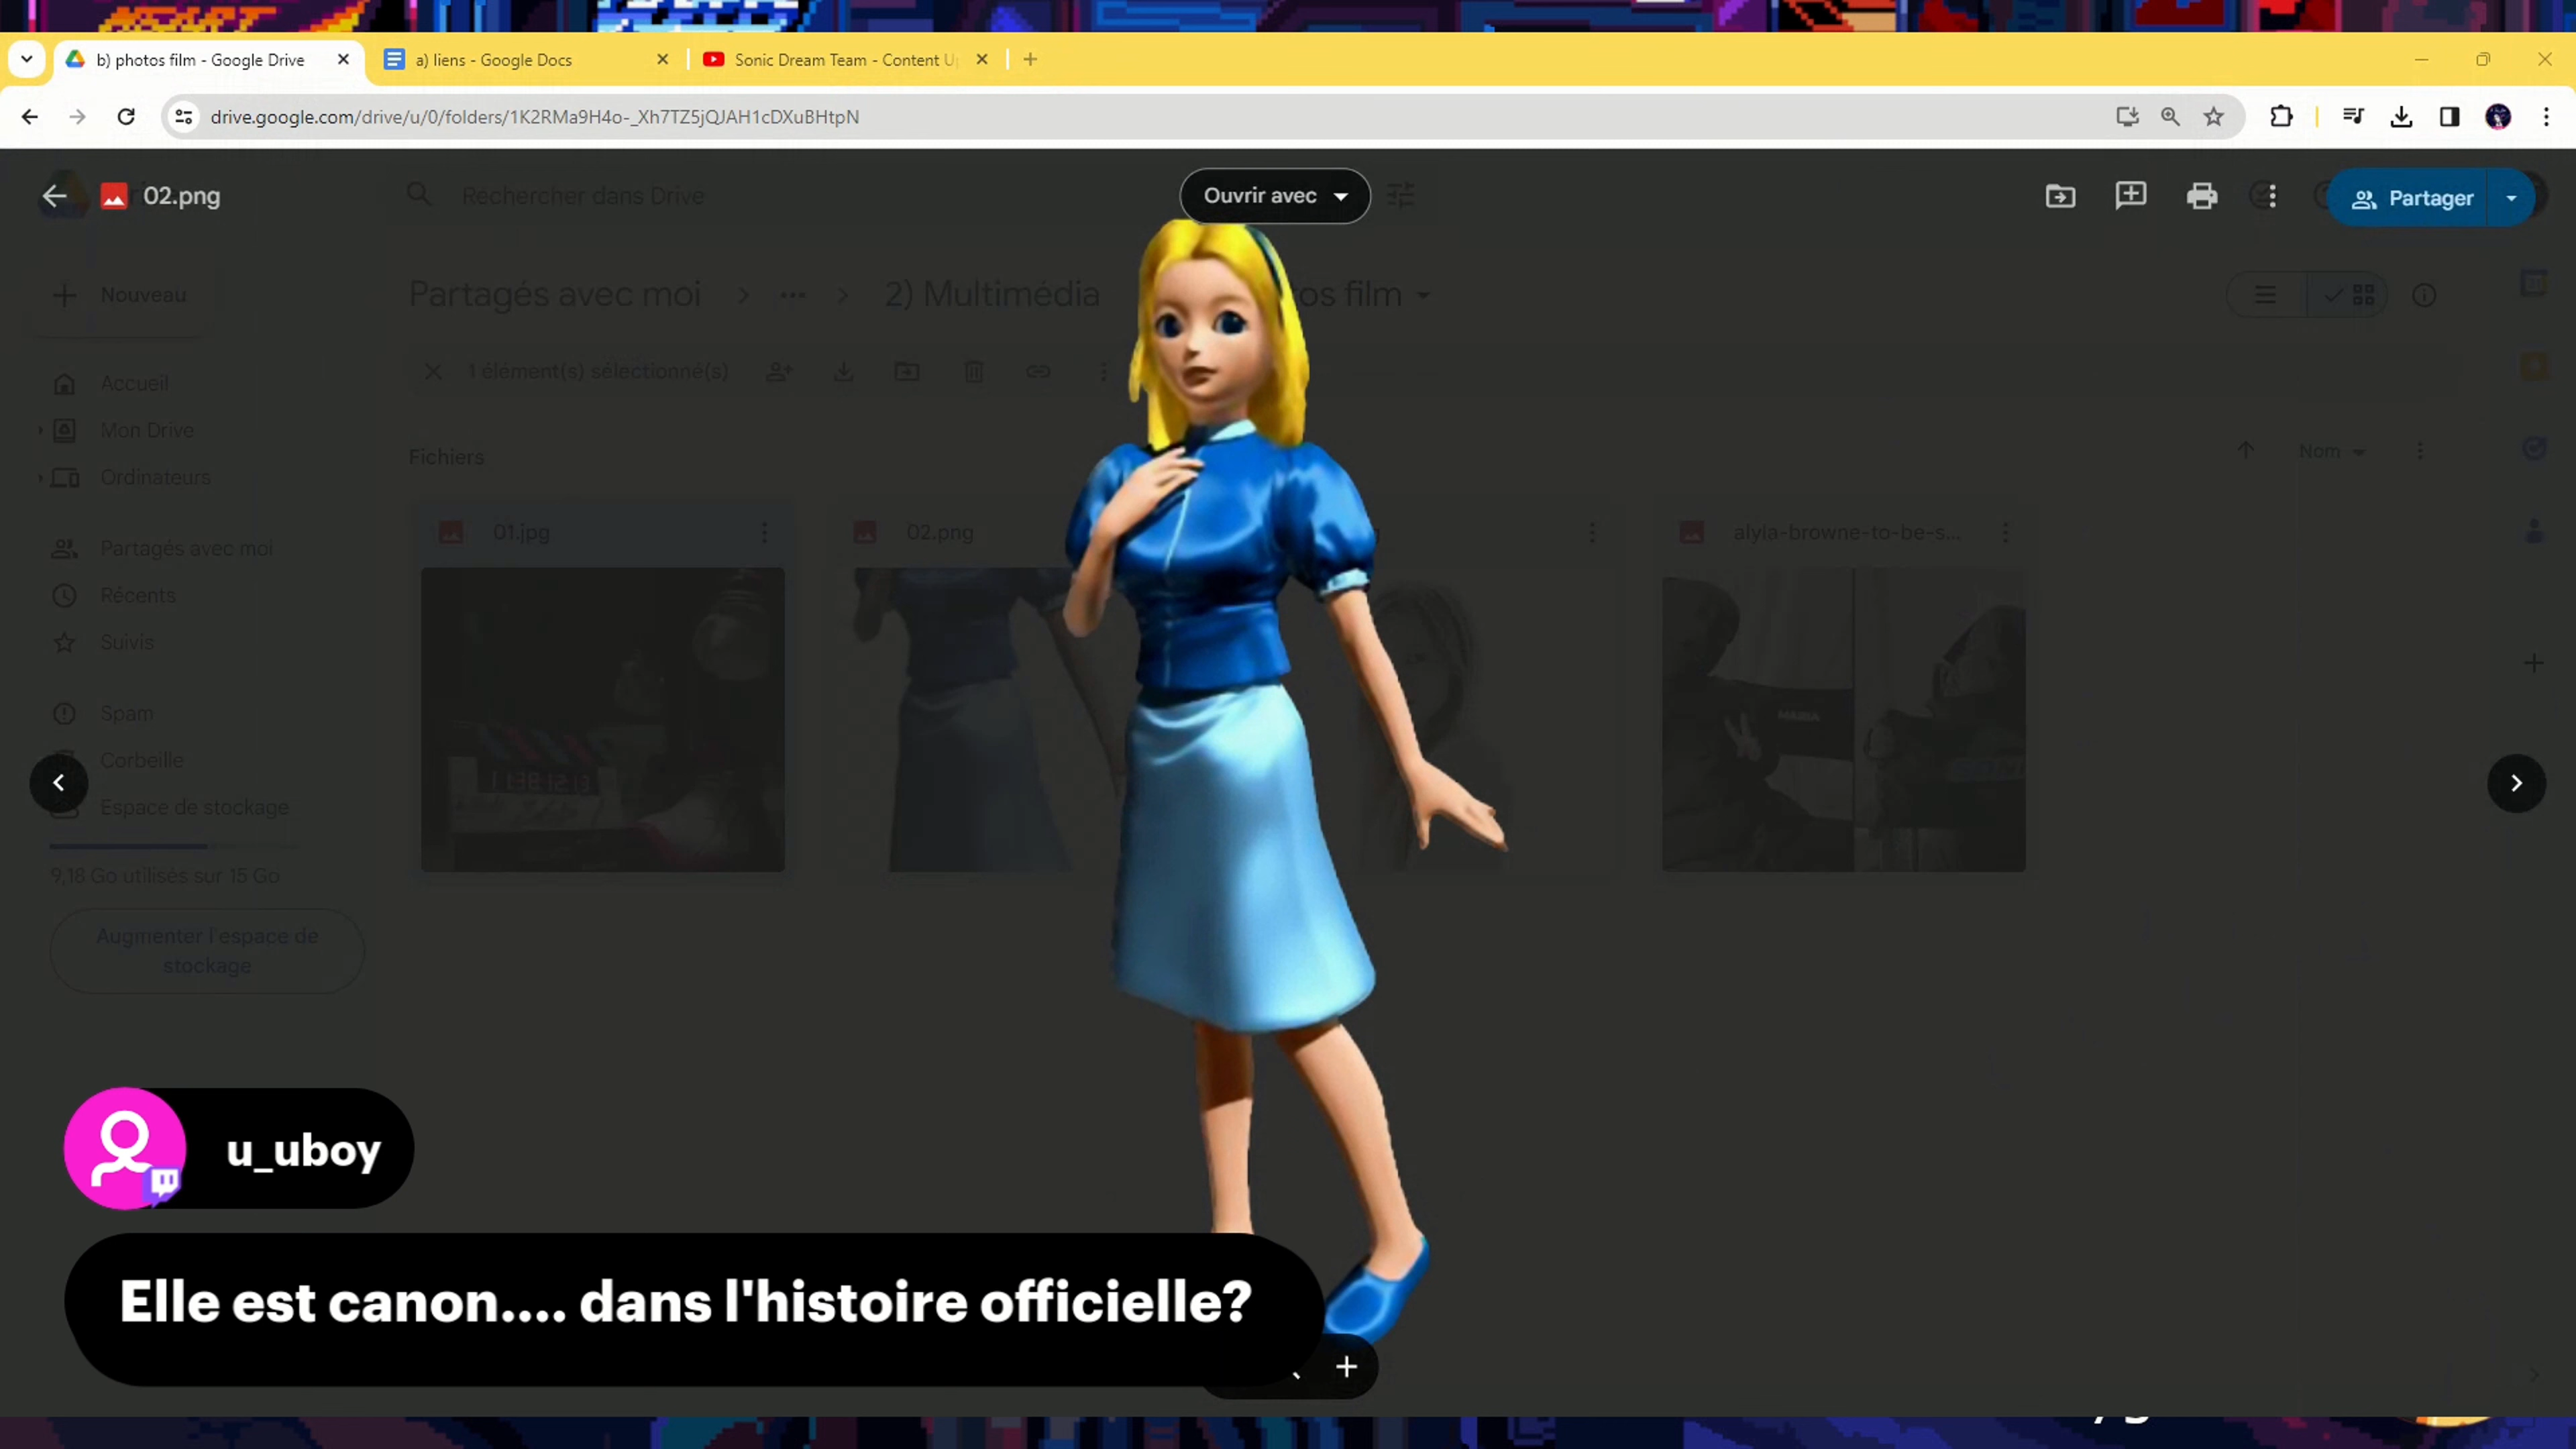 b) photos film - Google Drive
a) liens - Google Docs
Sonic Dream Team - Content U
drive.google.com/drive/u/0/folders/1K2RMa9H4o-_Xh7TZ5jQJAH1cDXuBHtpN
02.png
Rechercher dans Drive
Ouvrir avec
Partager
Nouveau
Partagés avec moi > ... > 2) Multimédia
os film
1 élément(s) sélectionné(s)
Accueil
Mon Drive
Ordinateurs
Fichiers
Nom
Partagés avec moi
Récents
Suivis
Spam
Corbeille
Espace de stockage
9,18 Go utilisés sur 15 Go
Augmenter l'espace de
stockage
01.jpg
02.png
alyla-browne-to-be-s...
MARIA
u_uboy
Elle est canon.... dans l'histoire officielle?